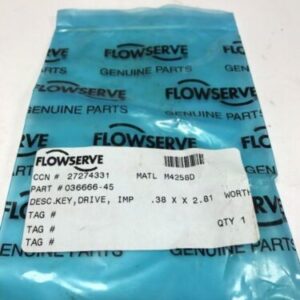 FLOWSERVE
GENUINE PARTS
FLOWSERVE
GENUINE PARTS
FLOWSERVE
GENUINE PARTS
FLOWSERVE
CCN # 27274331 MATL M4258D
PART # 036666-45
DESC.KEY,DRIVE, IMP .38 X X 2.81 WORTH
TAG #
TAG # QTY 1
TAG #